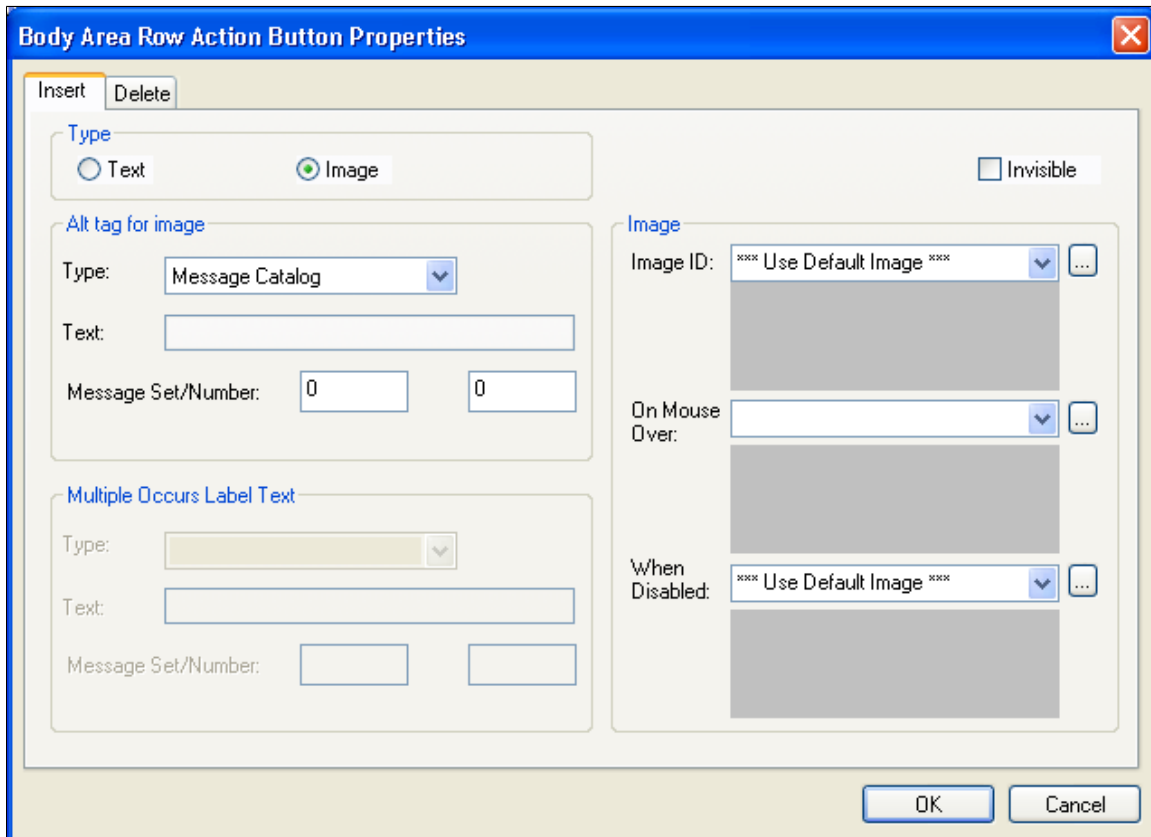 Body Area Row Action Button Properties
Insert Delete
Type
Text Image
Invisible
Alt tag for image
Type: Message Catalog
Text:
Message Set/Number: 0 0
Multiple Occurs Label Text
Type:
Text:
Message Set/Number:
Image
Image ID: *** Use Default Image *** ...
On Mouse
Over: ...
When
Disabled: *** Use Default Image *** ...
OK Cancel